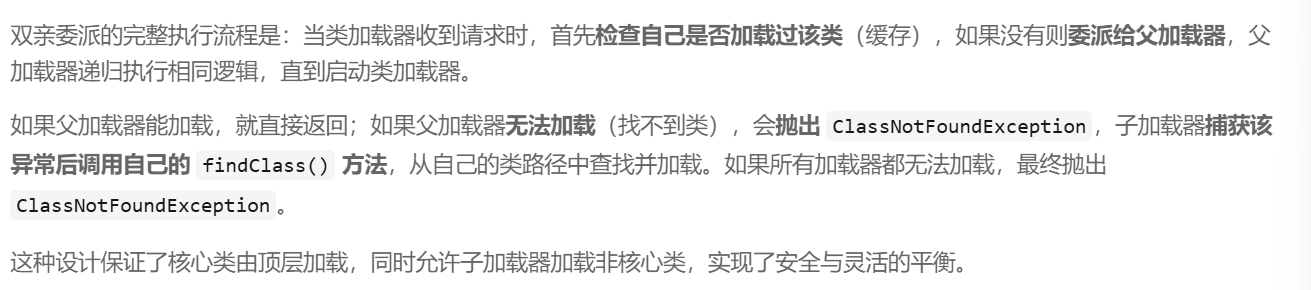 双亲委派的完整执行流程是：当类加载器收到请求时，首先检查自己是否加载过该类（缓存），如果没有则委派给父加载器，父
加载器递归执行相同逻辑，直到启动类加载器。
如果父加载器能加载，就直接返回；如果父加载器无法加载（找不到类），会抛出 ClassNotFoundException，子加载器捕获该
异常后调用自己的 findClass() 方法，从自己的类路径中查找并加载。如果所有加载器都无法加载，最终抛出
ClassNotFoundException。
这种设计保证了核心类由顶层加载，同时允许子加载器加载非核心类，实现了安全与灵活的平衡。